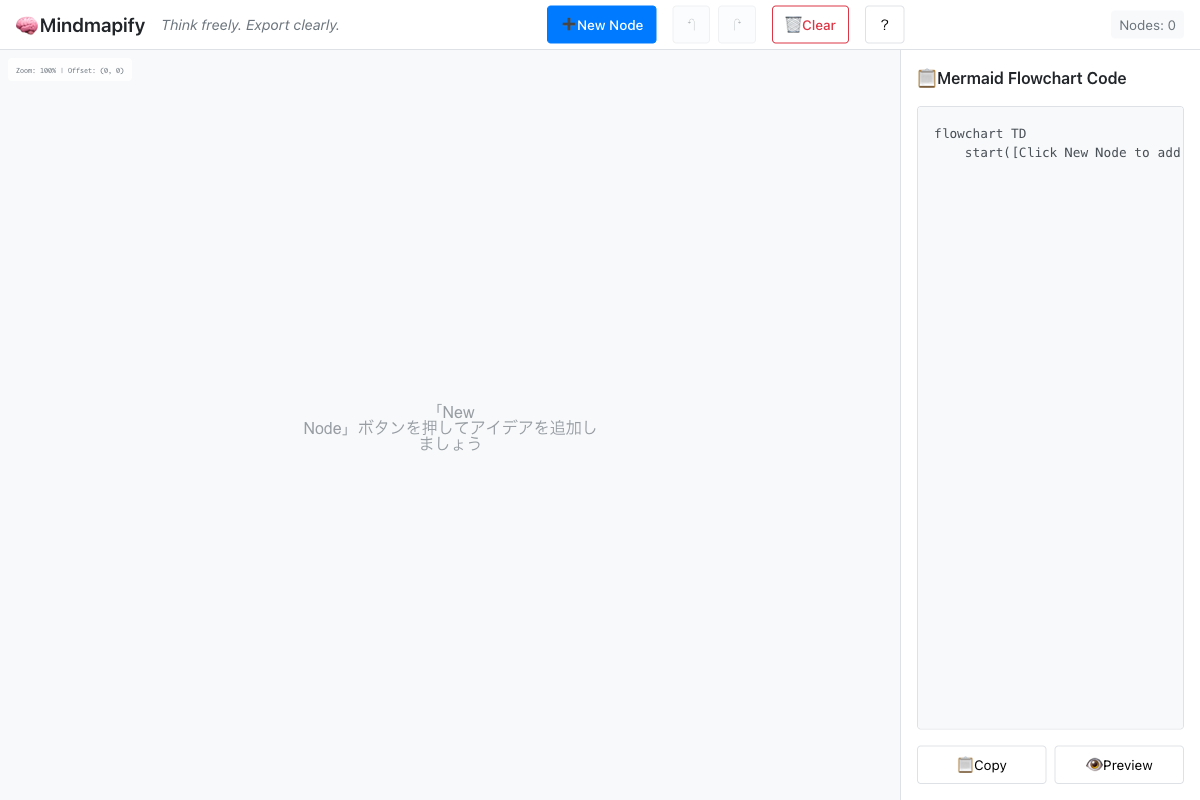 Mindmapify
Think freely. Export clearly.
New Node
Clear
?
Nodes: 0
Zoom: 100% | Offset: (0, 0)
「New
Node」ボタンを押してアイデアを追加し
ましょう
Mermaid Flowchart Code
flowchart TD
start([Click New Node to add
Copy
Preview